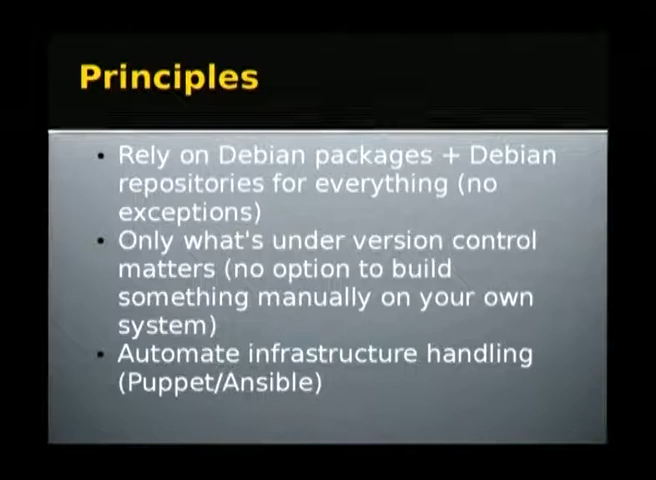 Principles
• Rely on Debian packages + Debian
repositories for everything (no
exceptions)
• Only what's under version control
matters (no option to build
something manually on your own
system)
• Automate infrastructure handling
(Puppet/Ansible)